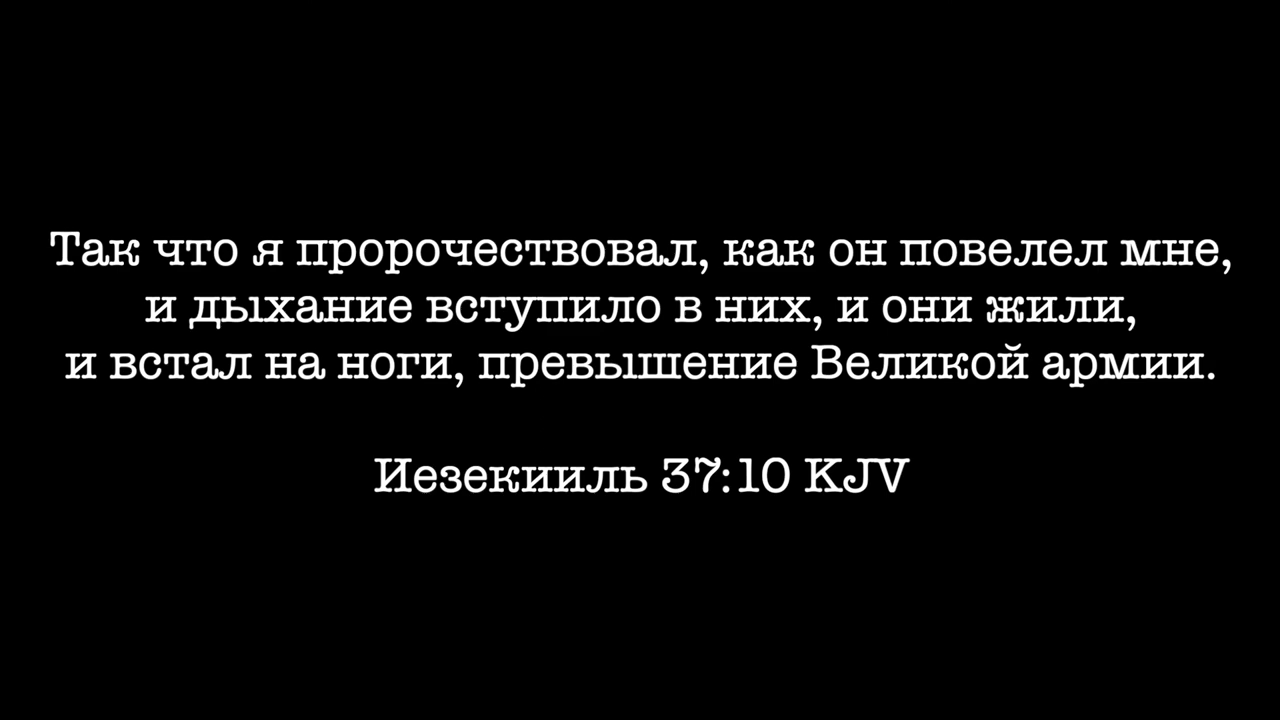 Так что я пророчествовал, как он повелел мне,
и дыхание вступило в них, и они жили,
и встал на ноги, превышение Великой армии.
Иезекииль 37:10 KJV